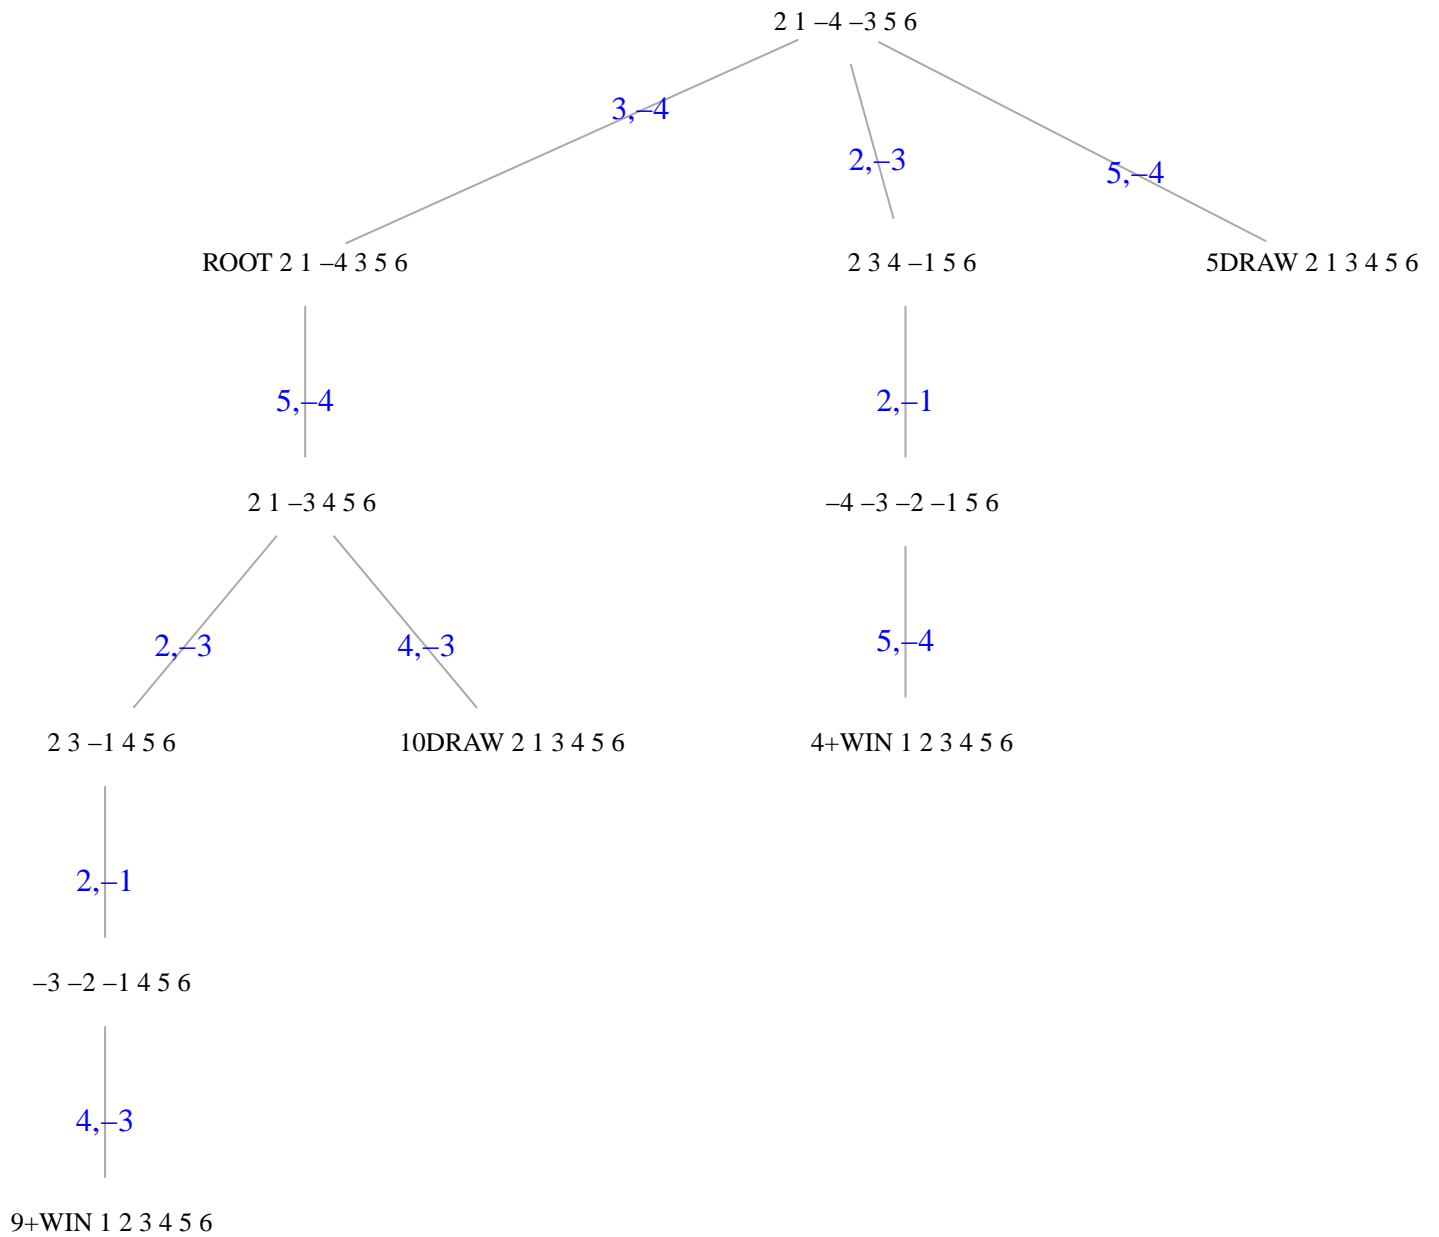 2 1 –4 –3 5 6
3,–4
2,–3
5,–4
ROOT 2 1 –4 3 5 6
2 3 4 –1 5 6
5DRAW 2 1 3 4 5 6
5,–4
2,–1
2 1 –3 4 5 6
–4 –3 –2 –1 5 6
2,–3
4,–3
5,–4
2 3 –1 4 5 6
10DRAW 2 1 3 4 5 6
4+WIN 1 2 3 4 5 6
2,–1
–3 –2 –1 4 5 6
4,–3
9+WIN 1 2 3 4 5 6